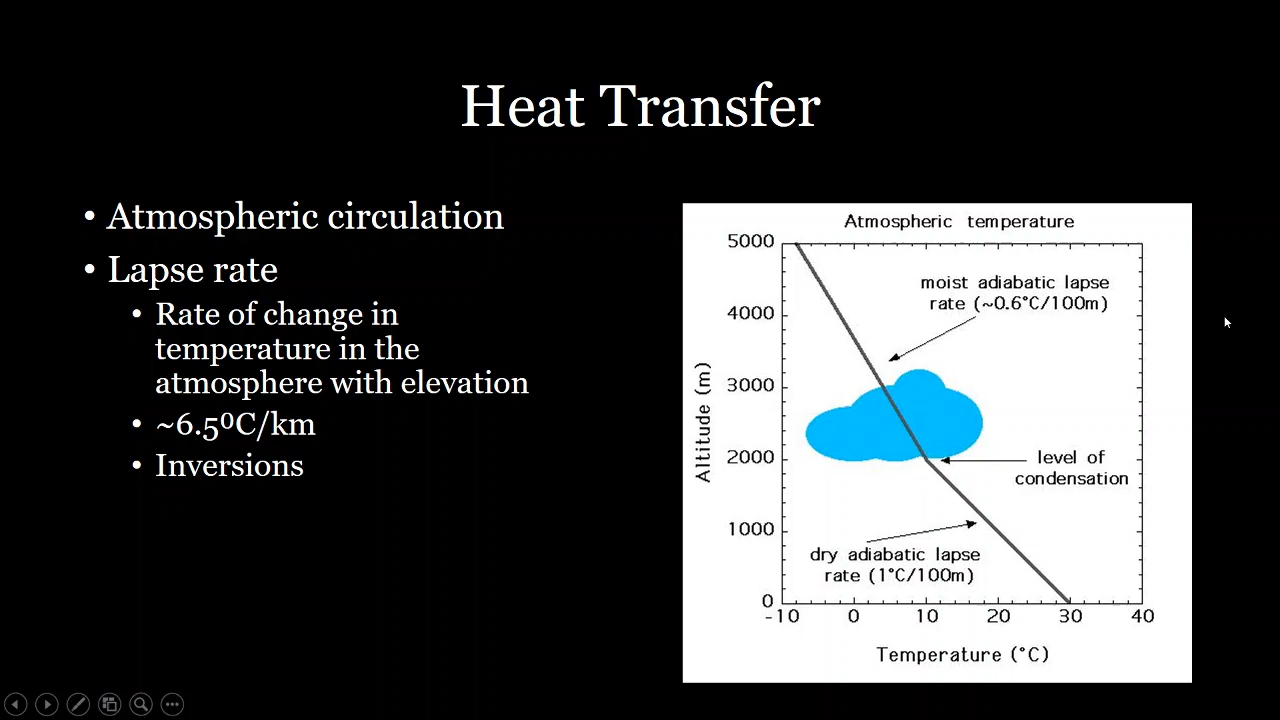 Heat Transfer
• Atmospheric circulation
• Lapse rate
• Rate of change in
temperature in the
atmosphere with elevation
• ~6.5⁰C/km
• Inversions
Atmospheric temperature
5000
4000
3000
2000
1000
0
Altitude (m)
moist adiabatic lapse
rate (~0.6°C/100m)
level of
condensation
dry adiabatic lapse
rate (1°C/100m)
-10 0 10 20 30 40
Temperature (°C)